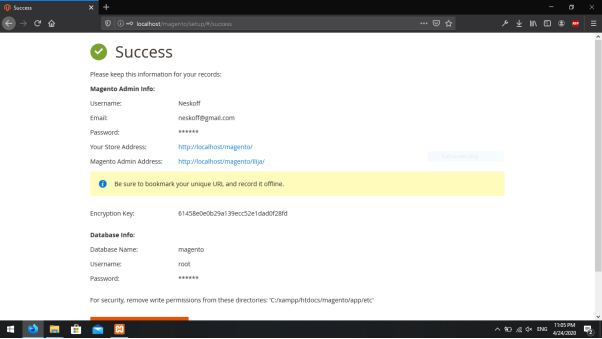 Success
localhost/magento/setup/#/success
Success
Please keep this information for your records:
Magento Admin Info:
Username: Neskoff
Email: neskoff@gmail.com
Password: ******
Your Store Address: http://localhost/magento/
Magento Admin Address: http://localhost/magento/ilija/
Be sure to bookmark your unique URL and record it offline.
Encryption Key: 61458e0e0b29a139ecc52e1dad0f28fd
Database Info:
Database Name: magento
Username: root
Password: ******
For security, remove write permissions from these directories: 'C:/xampp/htdocs/magento/app/etc'
ENG
11:05 PM
4/24/2020
2